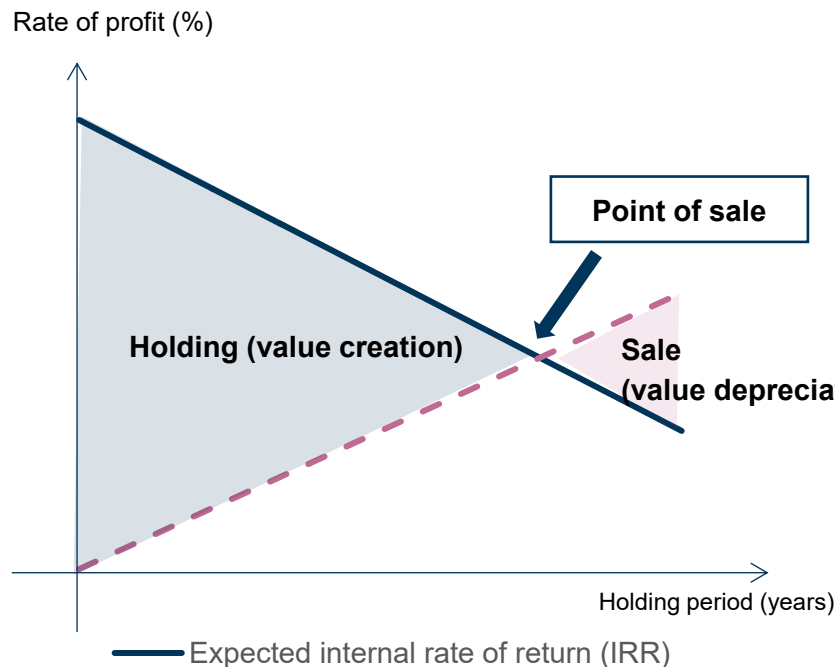 Rate of profit (%)
Point of sale
Holding (value creation)
Sale
(value deprecia
Holding period (years)
Expected internal rate of return (IRR)